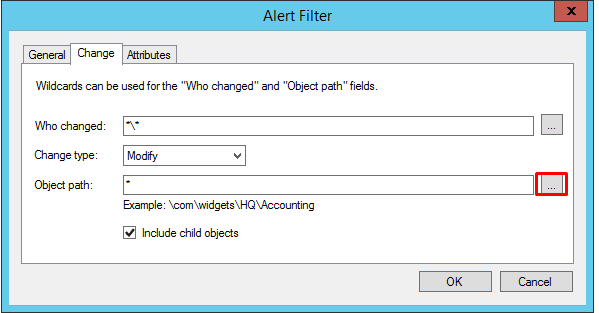 Alert Filter
x
General Change Attributes
Wildcards can be used for the "Who changed" and "Object path" fields.
Who changed: *\* ...
Change type: Modify
Object path: * ...
Example: \com\widgets\HQ\Accounting
Include child objects
OK Cancel